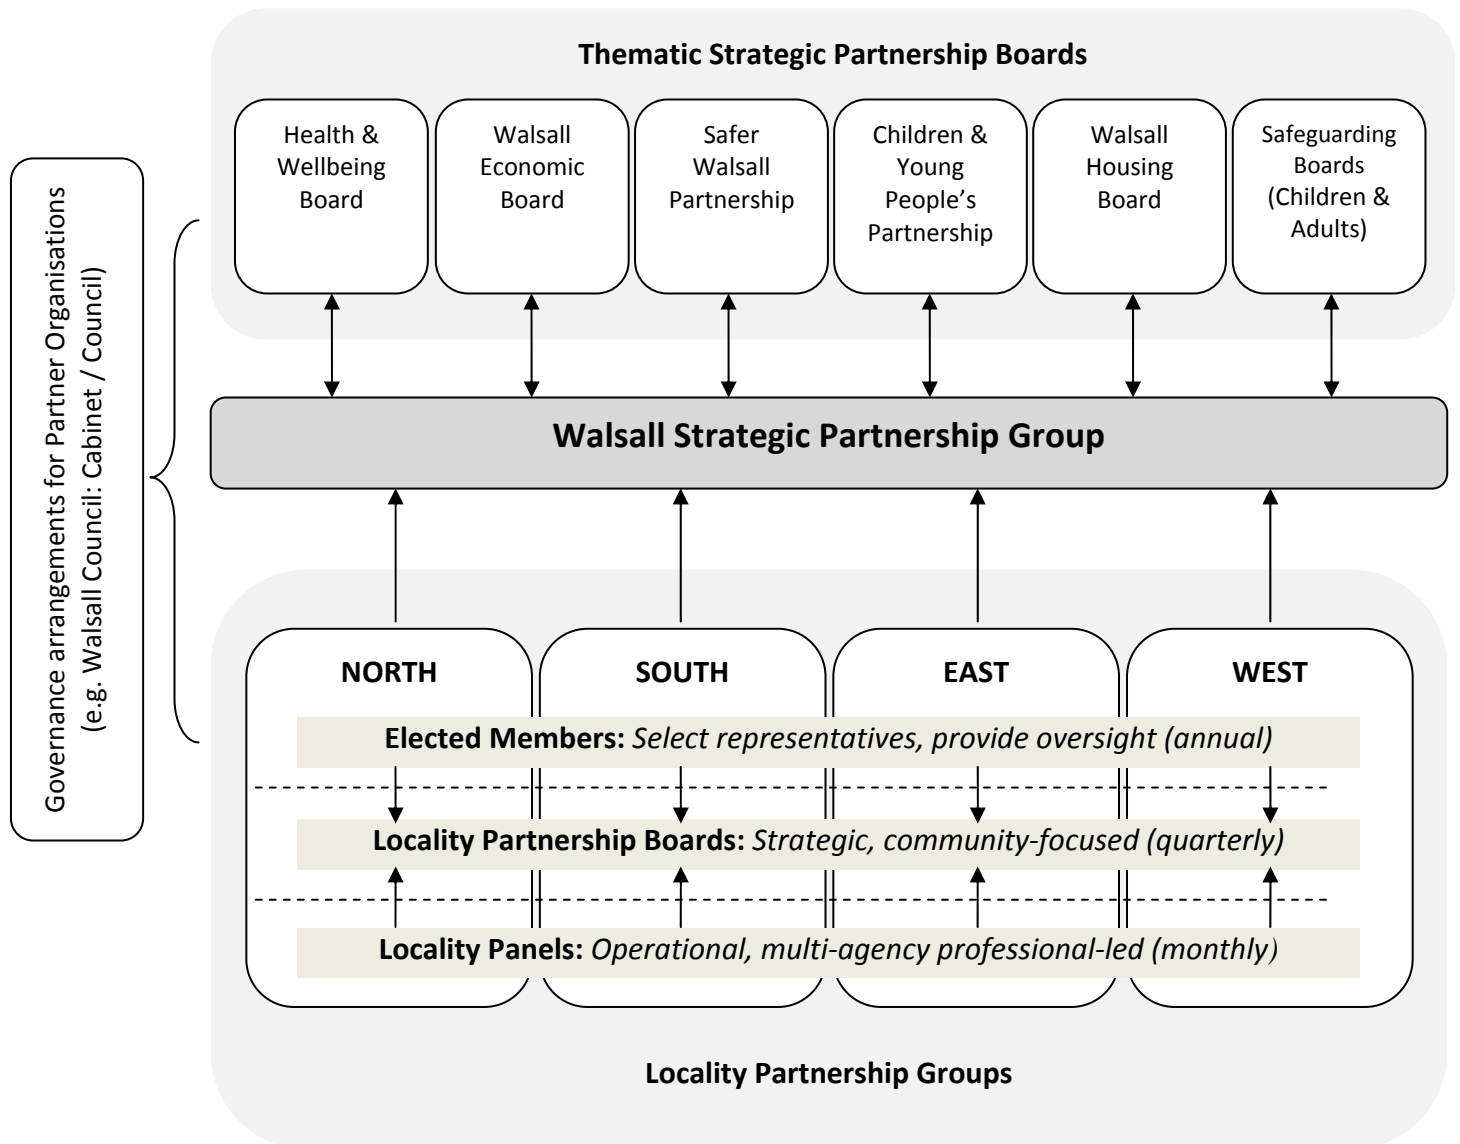 Thematic Strategic Partnership Boards
Health &
Wellbeing
Board
Walsall
Economic
Board
Safer
Walsall
Partnership
Children &
Young
People’s
Partnership
Walsall
Housing
Board
Safeguarding
Boards
(Children &
Adults)
Governance arrangements for Partner Organisations
(e.g. Walsall Council: Cabinet / Council)
Walsall Strategic Partnership Group
NORTH
SOUTH
EAST
WEST
Elected Members: Select representatives, provide oversight (annual)
Locality Partnership Boards: Strategic, community-focused (quarterly)
Locality Panels: Operational, multi-agency professional-led (monthly)
Locality Partnership Groups